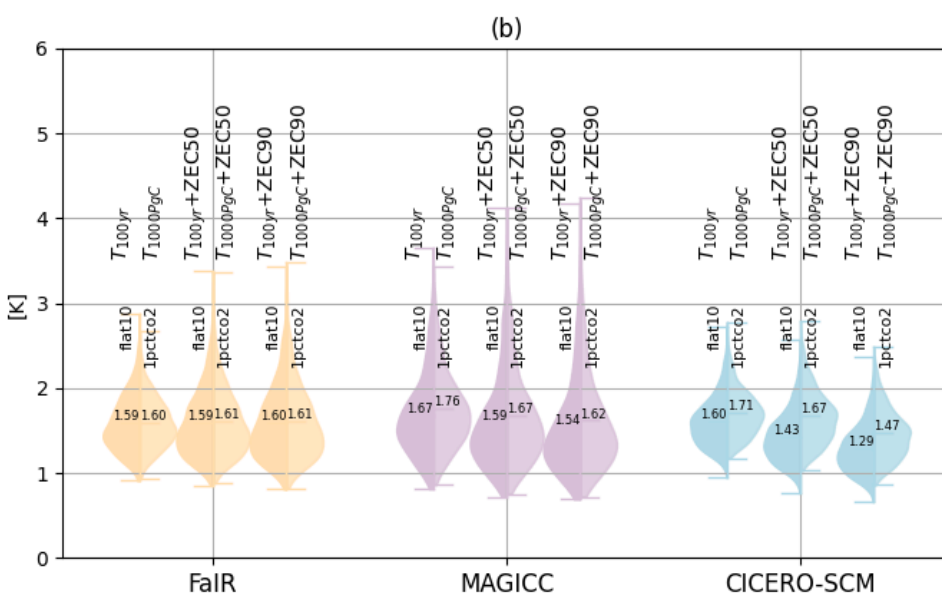 (b)
6
5
4
3
2
1
0
[K]
T100yr
T1000PgC
T100yr+ZEC50
T1000PgC+ZEC50
T100yr+ZEC90
T1000PgC+ZEC90
T100yr
T1000PgC
T100yr+ZEC50
T1000PgC+ZEC50
T100yr+ZEC90
T1000PgC+ZEC90
T100yr
T1000PgC
T100yr+ZEC50
T1000PgC+ZEC50
T100yr+ZEC90
T1000PgC+ZEC90
flat10
1pctco2
flat10
1pctco2
flat10
1pctco2
flat10
1pctco2
flat10
1pctco2
flat10
1pctco2
flat10
1pctco2
flat10
1pctco2
flat10
1pctco2
1.59 1.60
1.59 1.61
1.60 1.61
1.67 1.76
1.59 1.67
1.54 1.62
1.60 1.71
1.43 1.67
1.29 1.47
FaIR
MAGICC
CICERO-SCM